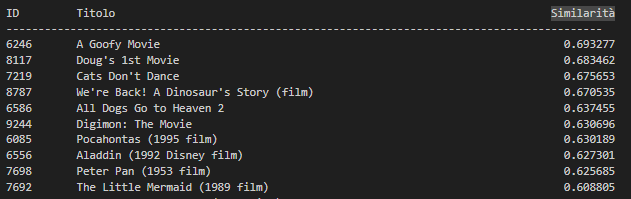 ID Titolo Similarità
--------------------------------------------------------------------------------
6246 A Goofy Movie 0.693277
8117 Doug's 1st Movie 0.683462
7219 Cats Don't Dance 0.675653
8787 We're Back! A Dinosaur's Story (film) 0.670535
6586 All Dogs Go to Heaven 2 0.637455
9244 Digimon: The Movie 0.630696
6085 Pocahontas (1995 film) 0.630189
6556 Aladdin (1992 Disney film) 0.627301
7698 Peter Pan (1953 film) 0.625685
7692 The Little Mermaid (1989 film) 0.608805